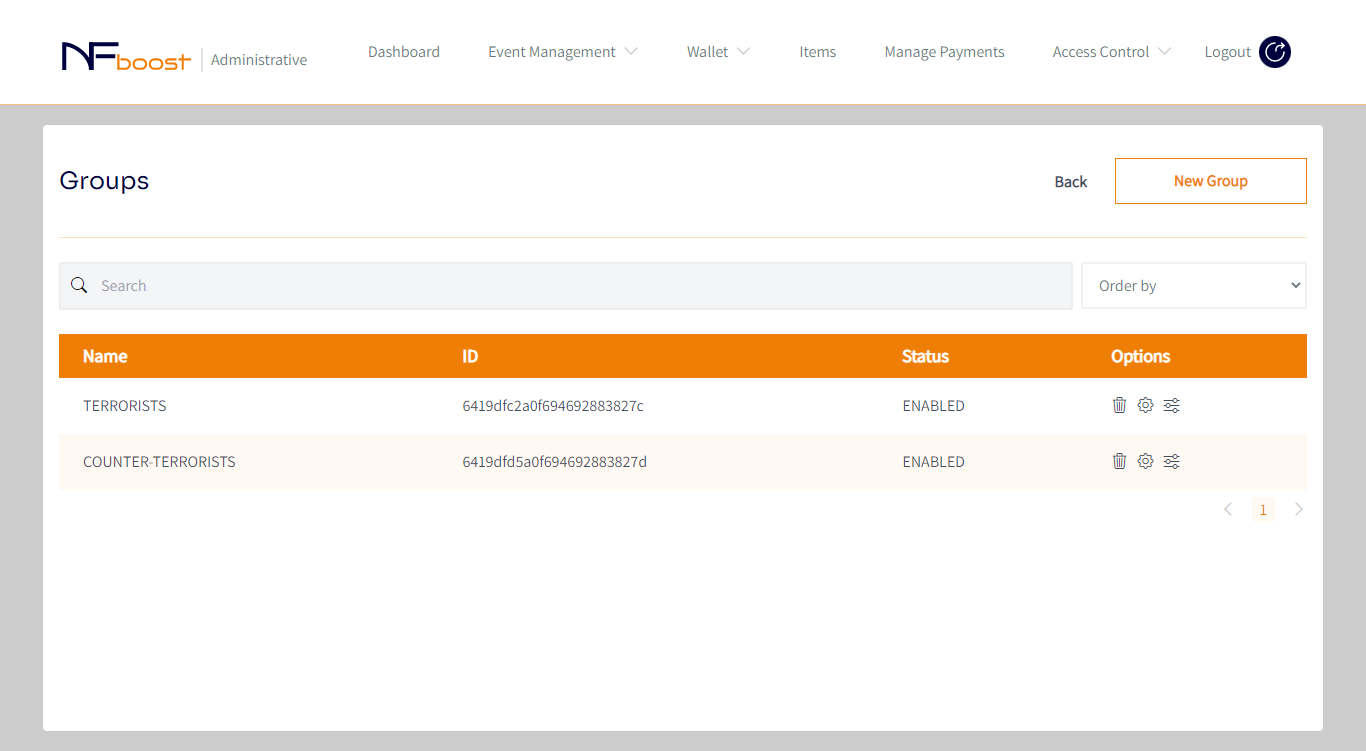 NFboost Administrative Dashboard Event Management Wallet Items Manage Payments Access Control Logout
Groups Back New Group
Search Order by
Name ID Status Options
TERRORISTS 6419dfc2a0f694692883827c ENABLED
COUNTER-TERRORISTS 6419dfd5a0f694692883827d ENABLED
1